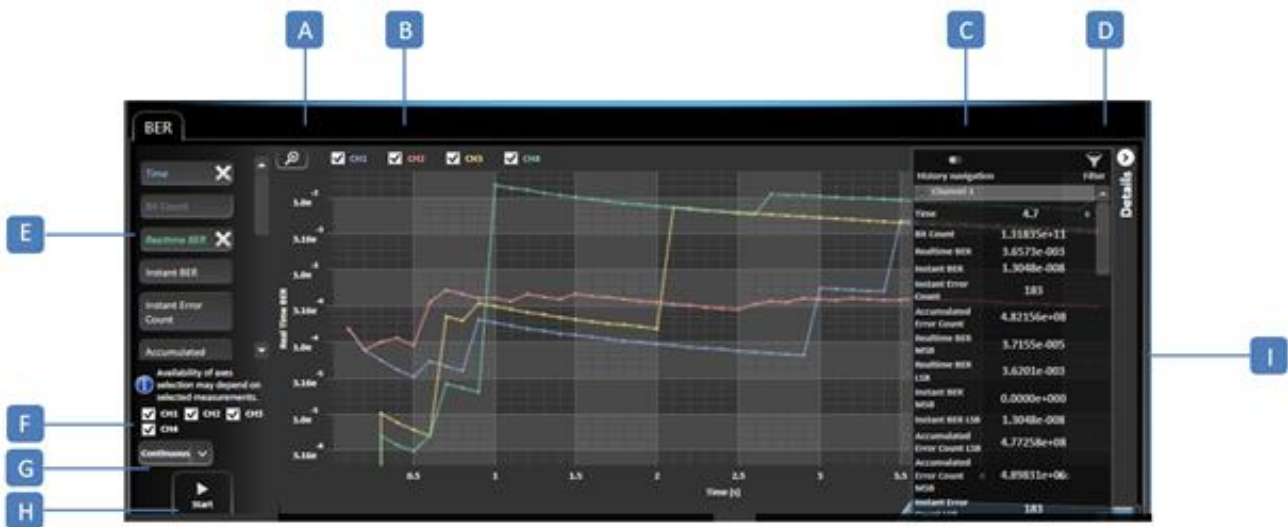 A
B
C
D
E
F
G
H
I
BER
Time
Bit Count
Realtime BER
Instant BER
Instant Error
Count
Accumulated
Availability of axes
selection may depend on
selected measurements.
CH1 CH2 CH3
CH4
Continuous
Start
CH1 CH2 CH3 CH4
Real Time BER
0.5 1 1.5 2 2.5 3 3.5
Time [s]
History navigation
Filter
Details
Channel 1
Time 4.7 s
Bit Count 1.31835e+11
Realtime BER 3.6573e-003
Instant BER 1.3048e-008
Instant Error
Count 183
Accumulated
Error Count 4.82156e+08
Realtime BER
MSB 3.7155e-005
Realtime BER
LSB 3.6201e-003
Instant BER
MSB 0.0000e+000
Instant BER LSB 1.3048e-008
Accumulated
Error Count LSB 4.77258e+08
Accumulated
Error Count
MSB 4.89831e+06
Instant Error
Count LSB 183